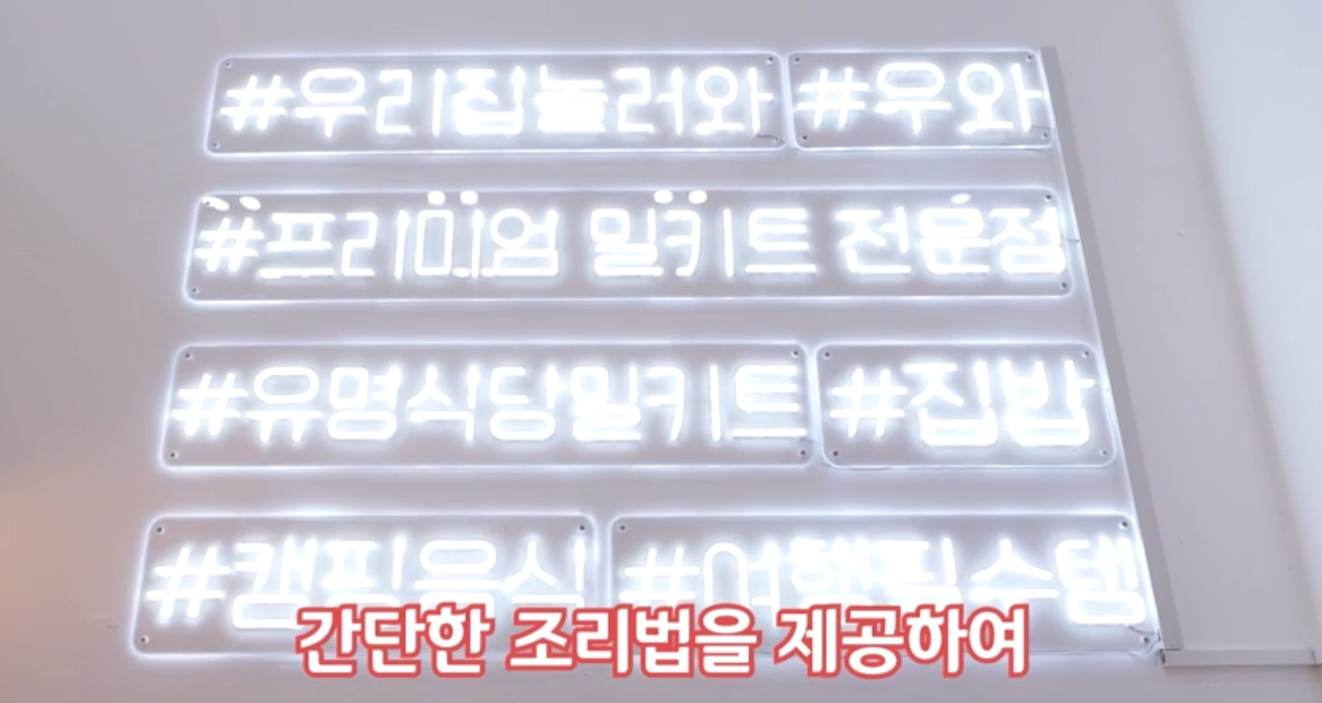 #우리집놀러와 #우와
#프리미엄 밀키트 전문점
#유명식당밀키트 #집밥
#캠핑음식 #여행필수템
간단한 조리법을 제공하여